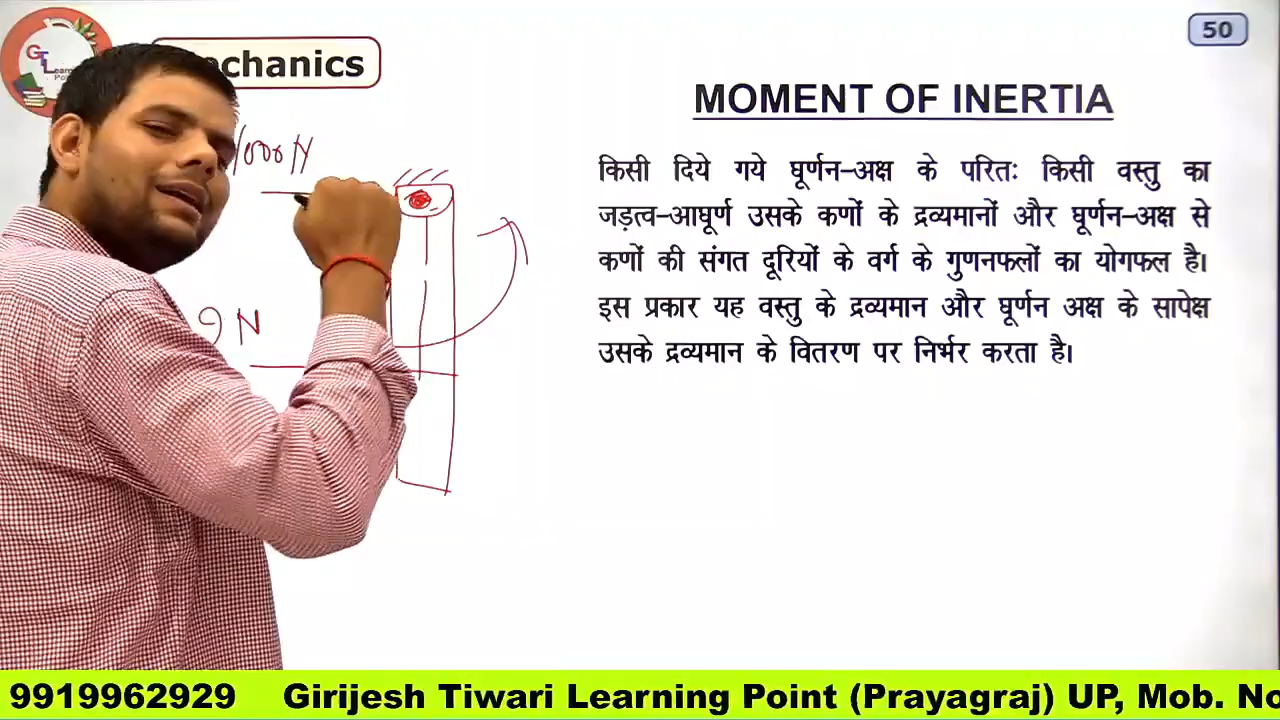 50
MOMENT OF INERTIA
किसी दिये गये घूर्णन-अक्ष के परितः किसी वस्तु का
जड़त्व-आघूर्ण उसके कणों के द्रव्यमानों और घूर्णन-अक्ष से
कणों की संगत दूरियों के वर्ग के गुणनफलों का योगफल है।
इस प्रकार यह वस्तु के द्रव्यमान और घूर्णन अक्ष के सापेक्ष
उसके द्रव्यमान के वितरण पर निर्भर करता है।
1000 N
N
9919962929 Girijesh Tiwari Learning Point (Prayagraj) UP, Mob. No